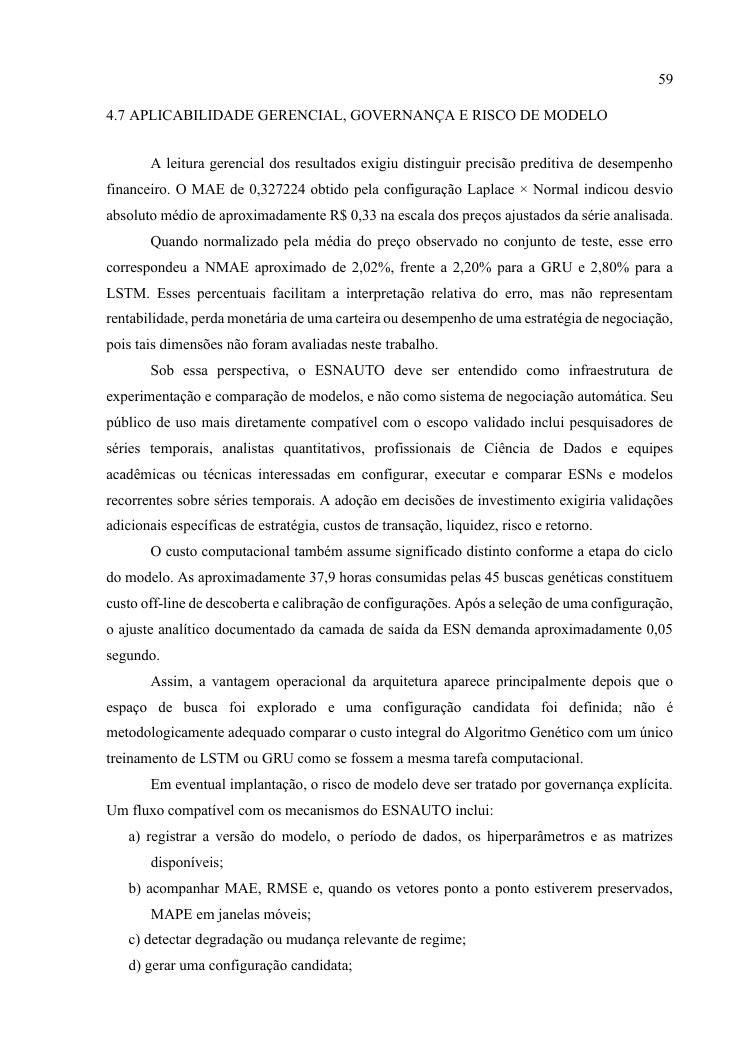 59
4.7 APLICABILIDADE GERENCIAL, GOVERNANÇA E RISCO DE MODELO
A leitura gerencial dos resultados exigiu distinguir precisão preditiva de desempenho
financeiro. O MAE de 0,327224 obtido pela configuração Laplace × Normal indicou desvio
absoluto médio de aproximadamente R$ 0,33 na escala dos preços ajustados da série analisada.
Quando normalizado pela média do preço observado no conjunto de teste, esse erro
correspondeu a NMAE aproximado de 2,02%, frente a 2,20% para a GRU e 2,80% para a
LSTM. Esses percentuais facilitam a interpretação relativa do erro, mas não representam
rentabilidade, perda monetária de uma carteira ou desempenho de uma estratégia de negociação,
pois tais dimensões não foram avaliadas neste trabalho.
Sob essa perspectiva, o ESNAUTO deve ser entendido como infraestrutura de
experimentação e comparação de modelos, e não como sistema de negociação automática. Seu
público de uso mais diretamente compatível com o escopo validado inclui pesquisadores de
séries temporais, analistas quantitativos, profissionais de Ciência de Dados e equipes
acadêmicas ou técnicas interessadas em configurar, executar e comparar ESNs e modelos
recorrentes sobre séries temporais. A adoção em decisões de investimento exigiria validações
adicionais específicas de estratégia, custos de transação, liquidez, risco e retorno.
O custo computacional também assume significado distinto conforme a etapa do ciclo
do modelo. As aproximadamente 37,9 horas consumidas pelas 45 buscas genéticas constituem
custo off-line de descoberta e calibração de configurações. Após a seleção de uma configuração,
o ajuste analítico documentado da camada de saída da ESN demanda aproximadamente 0,05
segundo.
Assim, a vantagem operacional da arquitetura aparece principalmente depois que o
espaço de busca foi explorado e uma configuração candidata foi definida; não é
metodologicamente adequado comparar o custo integral do Algoritmo Genético com um único
treinamento de LSTM ou GRU como se fossem a mesma tarefa computacional.
Em eventual implantação, o risco de modelo deve ser tratado por governança explícita.
Um fluxo compatível com os mecanismos do ESNAUTO inclui:
a) registrar a versão do modelo, o período de dados, os hiperparâmetros e as matrizes
disponíveis;
b) acompanhar MAE, RMSE e, quando os vetores ponto a ponto estiverem preservados,
MAPE em janelas móveis;
c) detectar degradação ou mudança relevante de regime;
d) gerar uma configuração candidata;